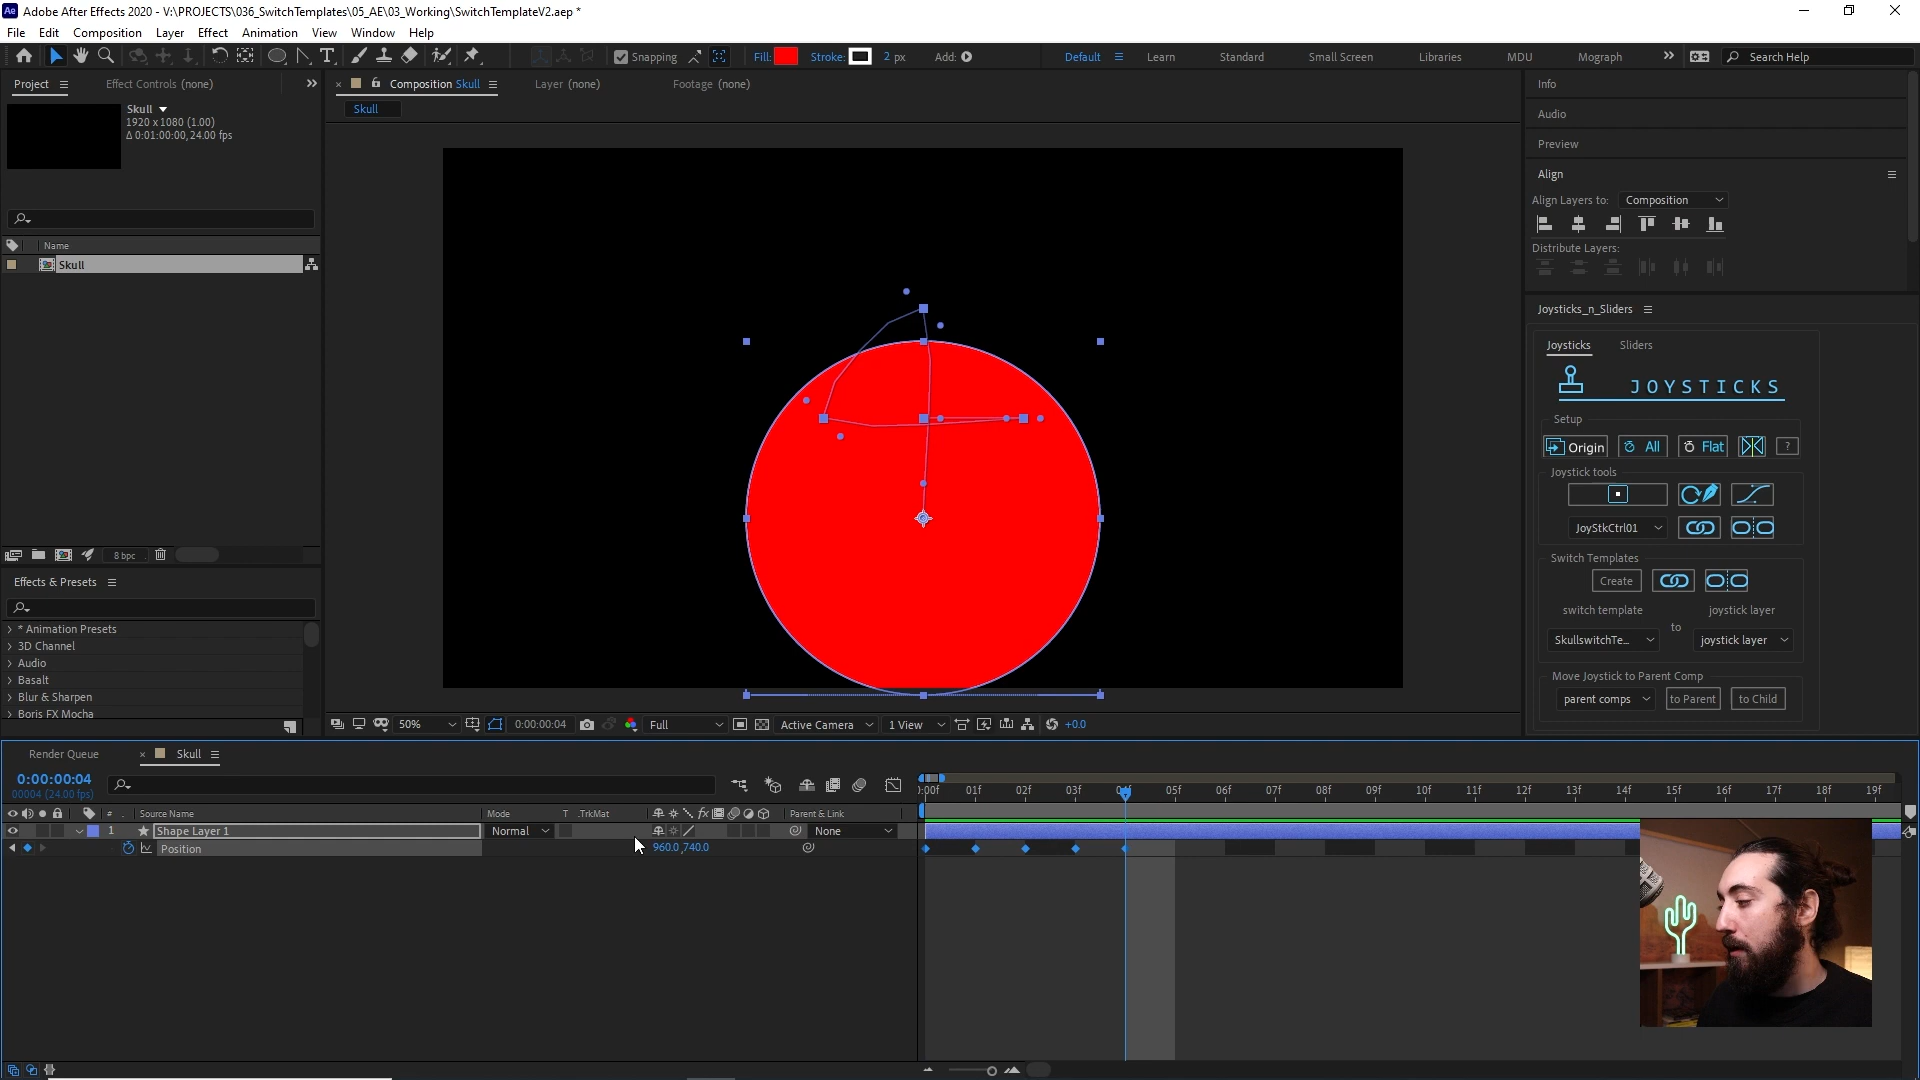 Ae Adobe After Effects 2020 - V:\PROJECTS\036_SwitchTemplates\05_AE\03_Working\SwitchTemplateV2.aep *
File Edit Composition Layer Effect Animation View Window Help
Snapping Fill: Stroke: 2 px Add: Default Learn Standard Small Screen Libraries MDU Mograph Search Help
Project Effect Controls (none) Composition Skull Layer (none) Footage (none)
Skull
1920 x 1080 (1.00)
Δ 0:01:00:00, 24.00 fps
Skull
Name
Skull
8 bpc
Effects & Presets
* Animation Presets
3D Channel
Audio
Basalt
Blur & Sharpen
Boris FX Mocha
50% 0:00:00:04 Full Active Camera 1 View +0.0
Info
Audio
Preview
Align
Align Layers to: Composition
Distribute Layers:
Joysticks_n_Sliders
Joysticks Sliders
JOYSTICKS
Setup
Origin All Flat ?
Joystick tools
JoyStkCtrl01
Switch Templates
Create
switch template joystick layer
to
SkullswitchTe... joystick layer
Move Joystick to Parent Comp
parent comps to Parent to Child
Render Queue Skull
0:00:00:04
00004 (24.00 fps)
# Source Name Mode T .TrkMat Parent & Link
1 Shape Layer 1 Normal None
Position 960.0,740.0
:00f 01f 02f 03f 05f 06f 07f 08f 09f 10f 11f 12f 13f 14f 15f 16f 17f 18f 19f